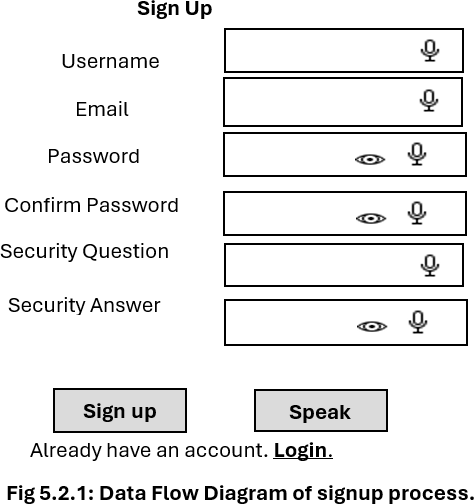 Sign Up
Username
Email
Password
Confirm Password
Security Question
Security Answer
Sign up
Speak
Already have an account. Login.
Fig 5.2.1: Data Flow Diagram of signup process.